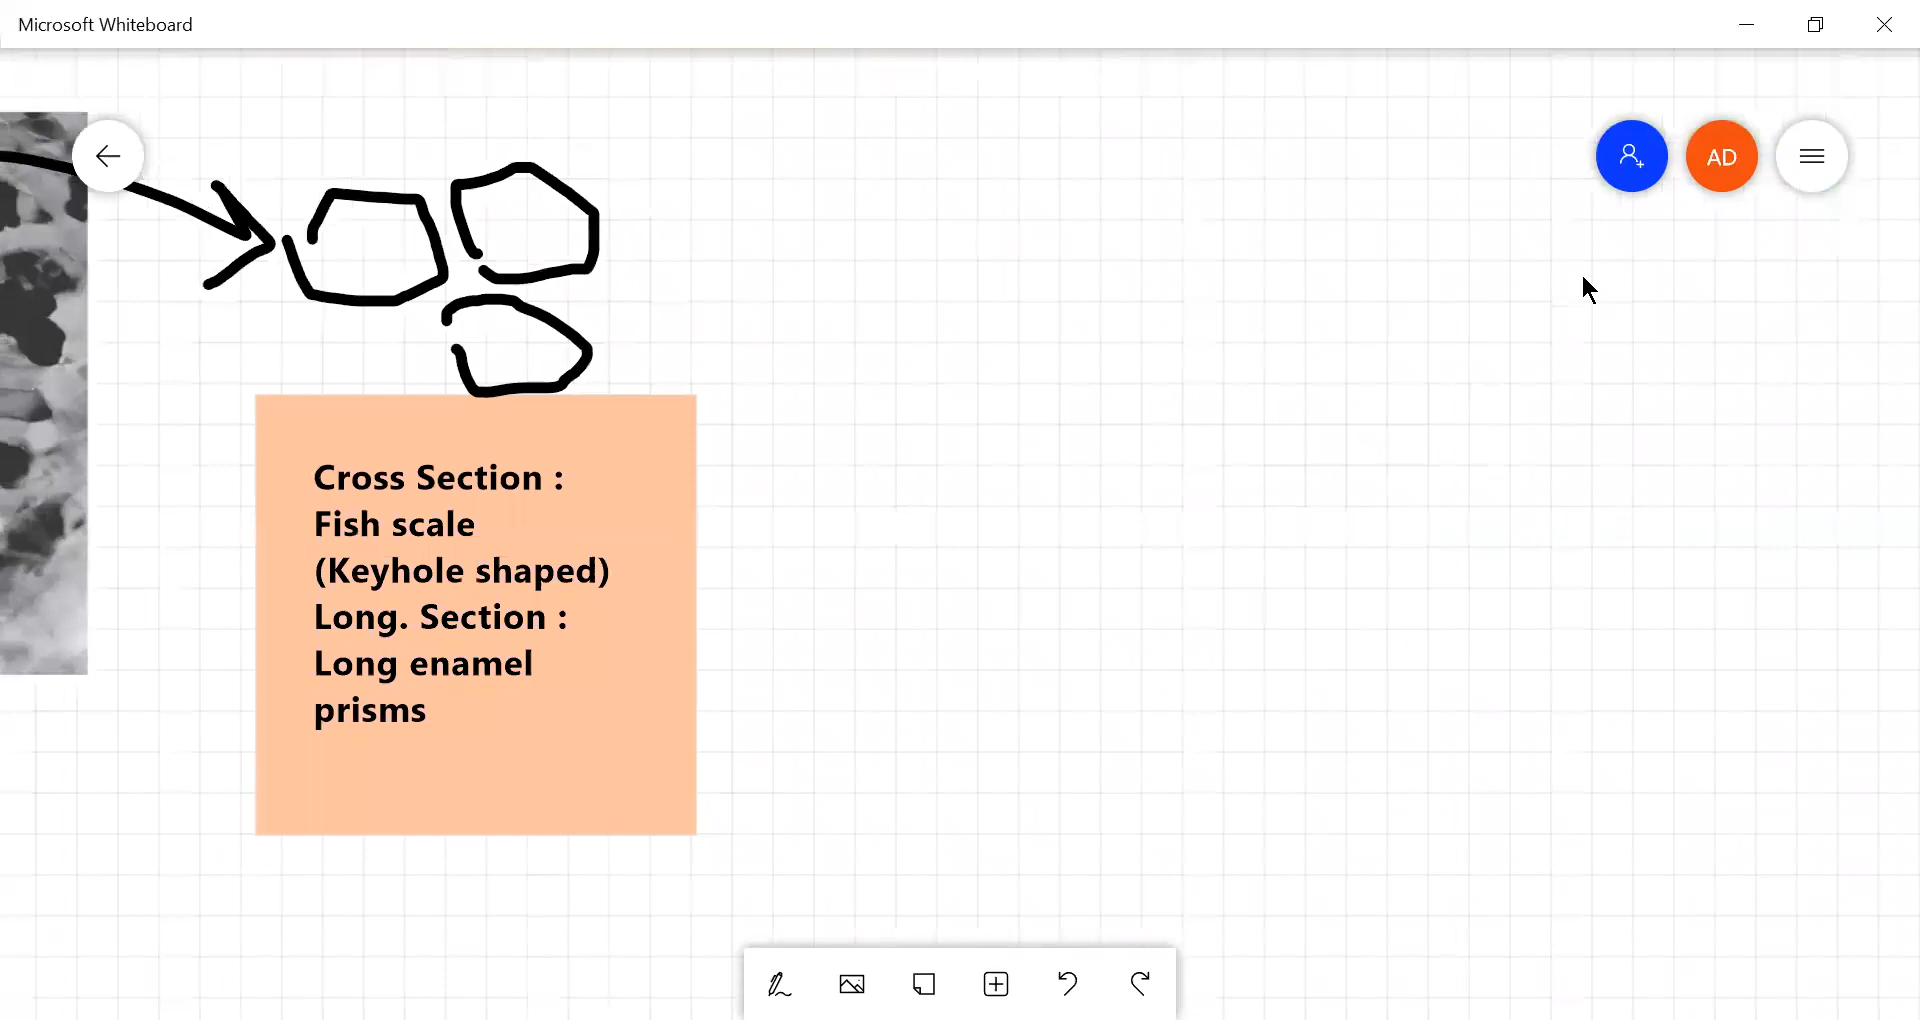 Microsoft Whiteboard
AD
Cross Section :
Fish scale
(Keyhole shaped)
Long. Section :
Long enamel
prisms